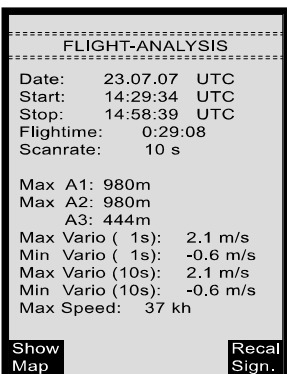 FLIGHT-ANALYSIS
Date: 23.07.07 UTC
Start: 14:29:34 UTC
Stop: 14:58:39 UTC
Flightime: 0:29:08
Scanrate: 10 s
Max A1: 980m
Max A2: 980m
A3: 444m
Max Vario ( 1s): 2.1 m/s
Min Vario ( 1s): -0.6 m/s
Max Vario (10s): 2.1 m/s
Min Vario (10s): -0.6 m/s
Max Speed: 37 kh
Show Recal
Map Sign.